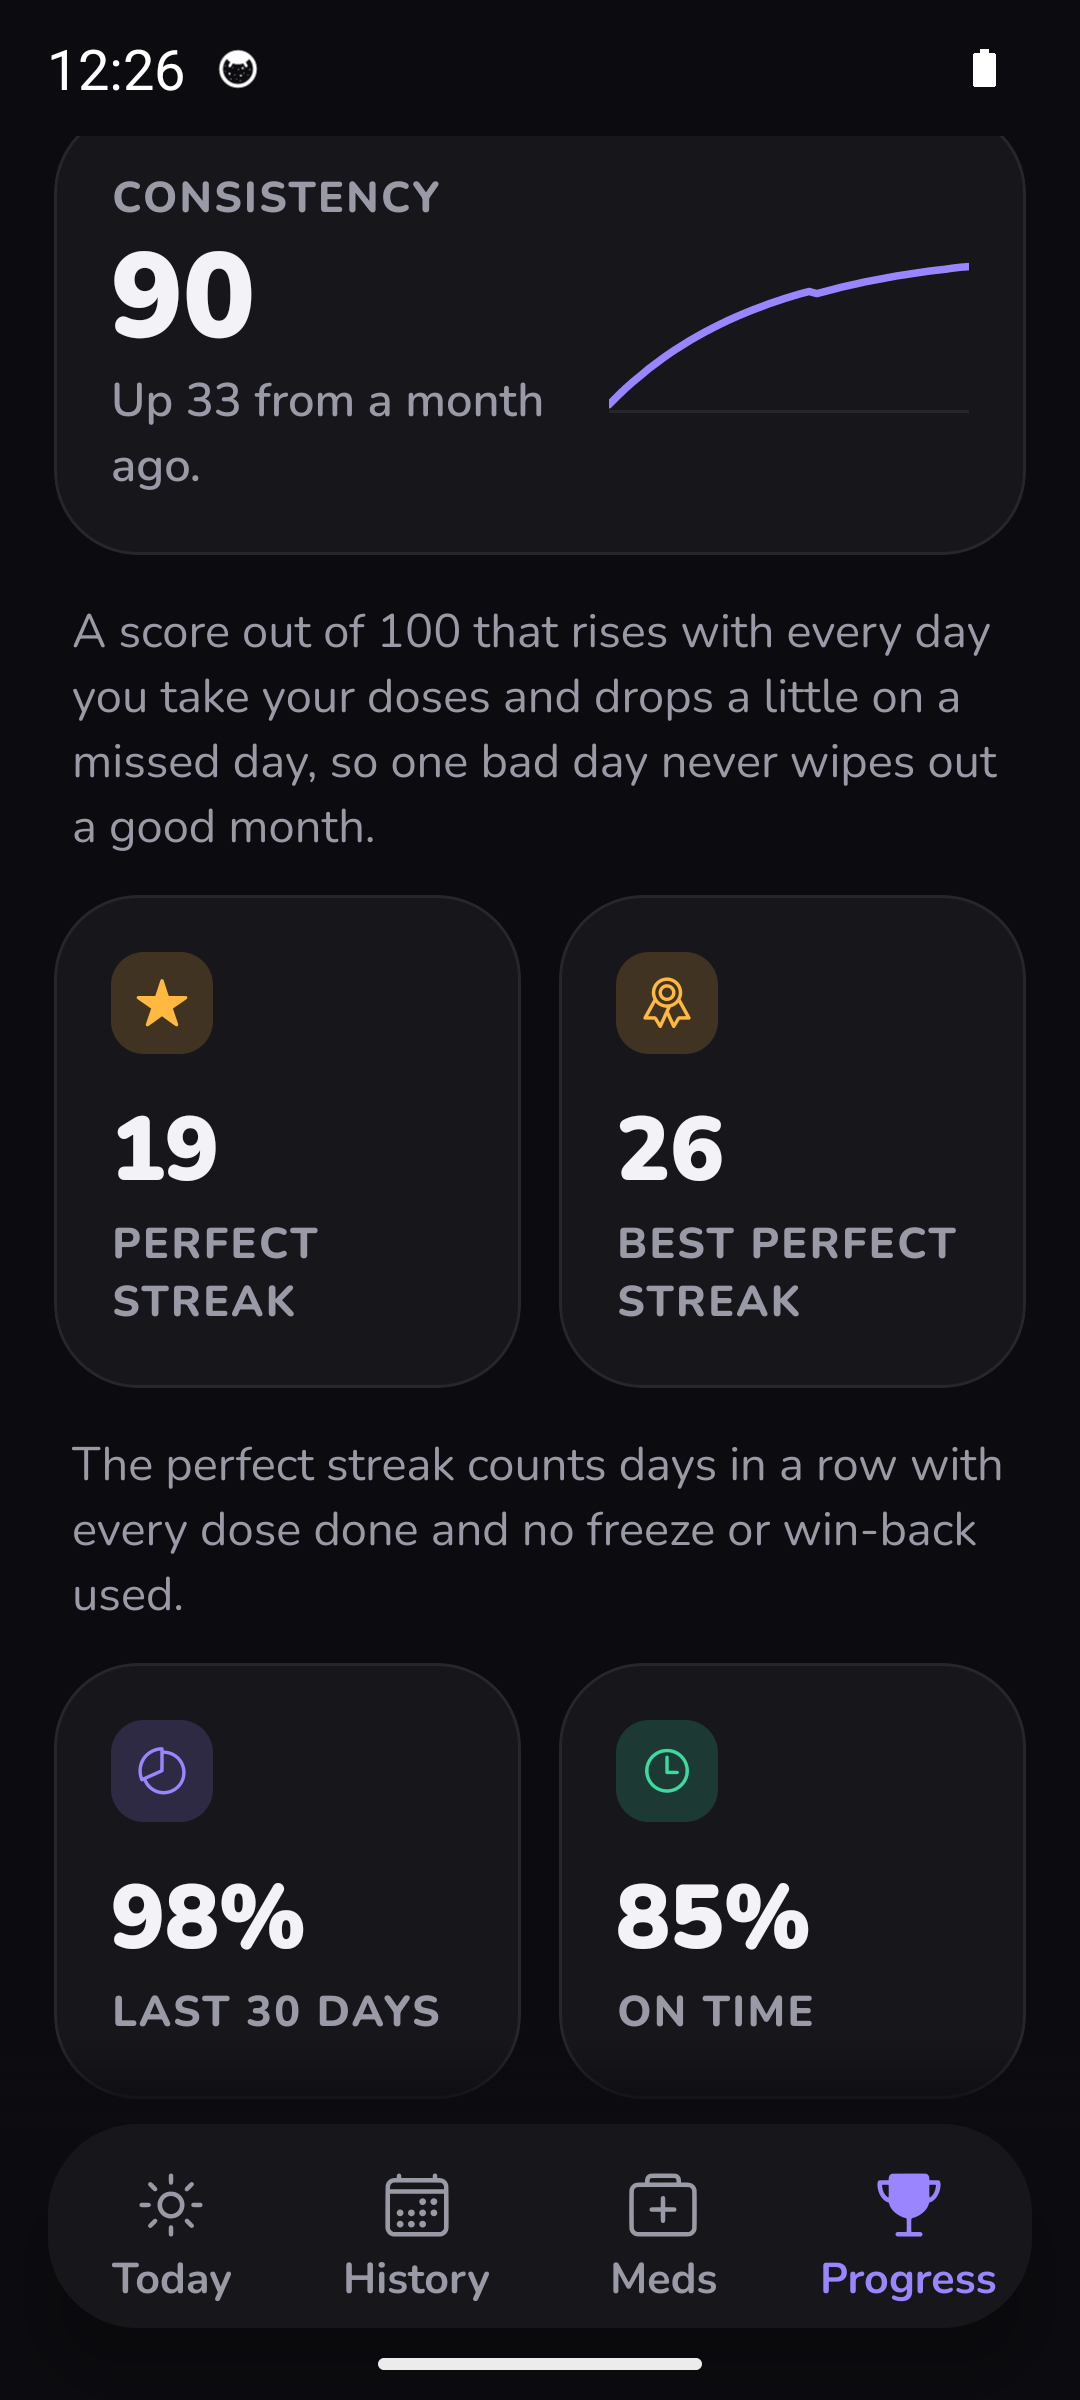 12:26
CONSISTENCY
90
Up 33 from a month
ago.
A score out of 100 that rises with every day
you take your doses and drops a little on a
missed day, so one bad day never wipes out
a good month.
19
PERFECT
STREAK
26
BEST PERFECT
STREAK
The perfect streak counts days in a row with
every dose done and no freeze or win-back
used.
98%
LAST 30 DAYS
85%
ON TIME
Today
History
Meds
Progress